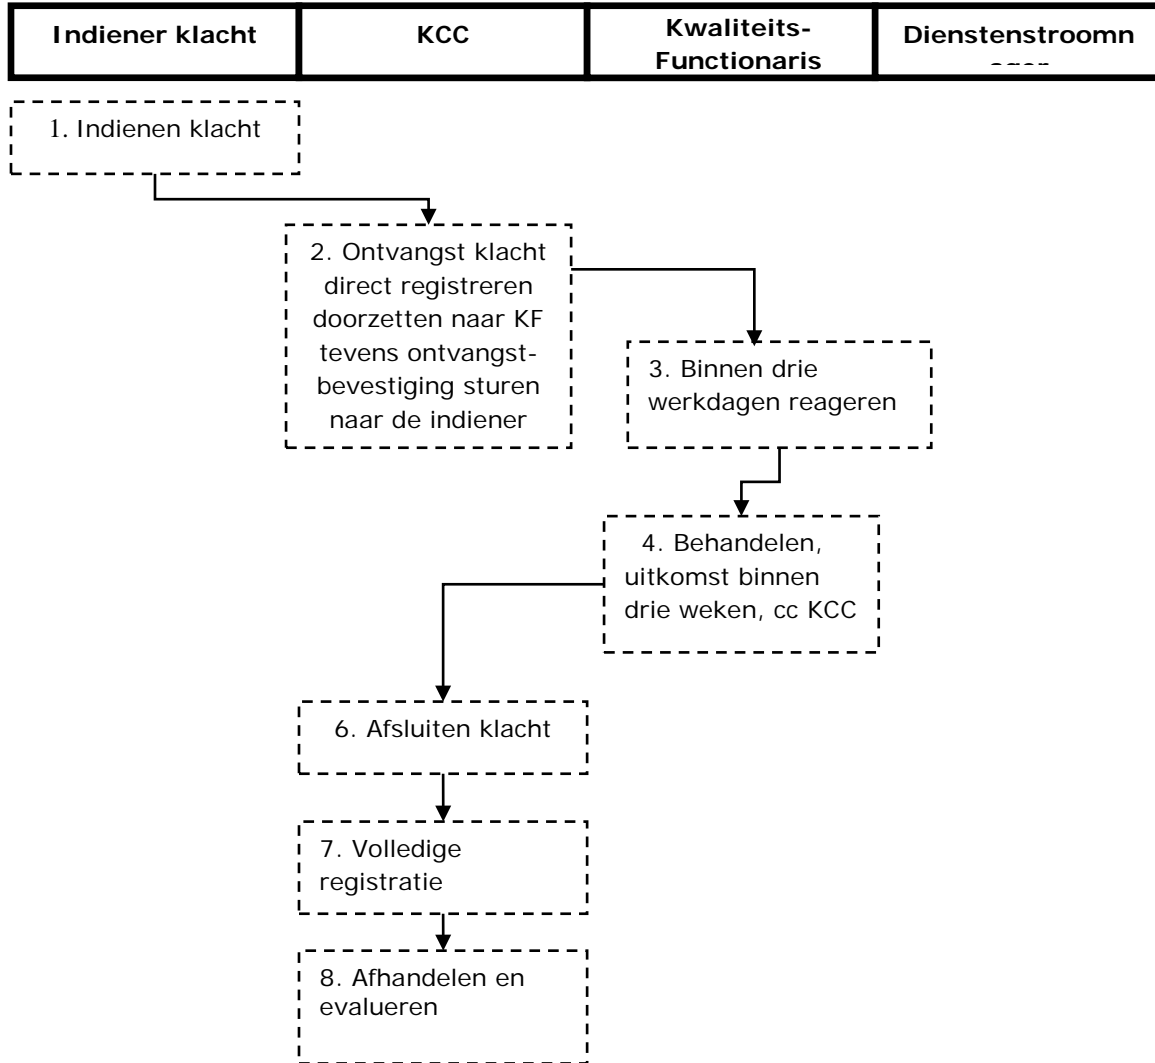 Indiener klacht
KCC
Kwaliteits-
Functionaris
Dienstenstroomn
1. Indienen klacht
2. Ontvangst klacht
direct registreren
doorzetten naar KF
tevens ontvangst-
bevestiging sturen
naar de indiener
3. Binnen drie
werkdagen reageren
4. Behandelen,
uitkomst binnen
drie weken, cc KCC
6. Afsluiten klacht
7. Volledige
registratie
8. Afhandelen en
evalueren